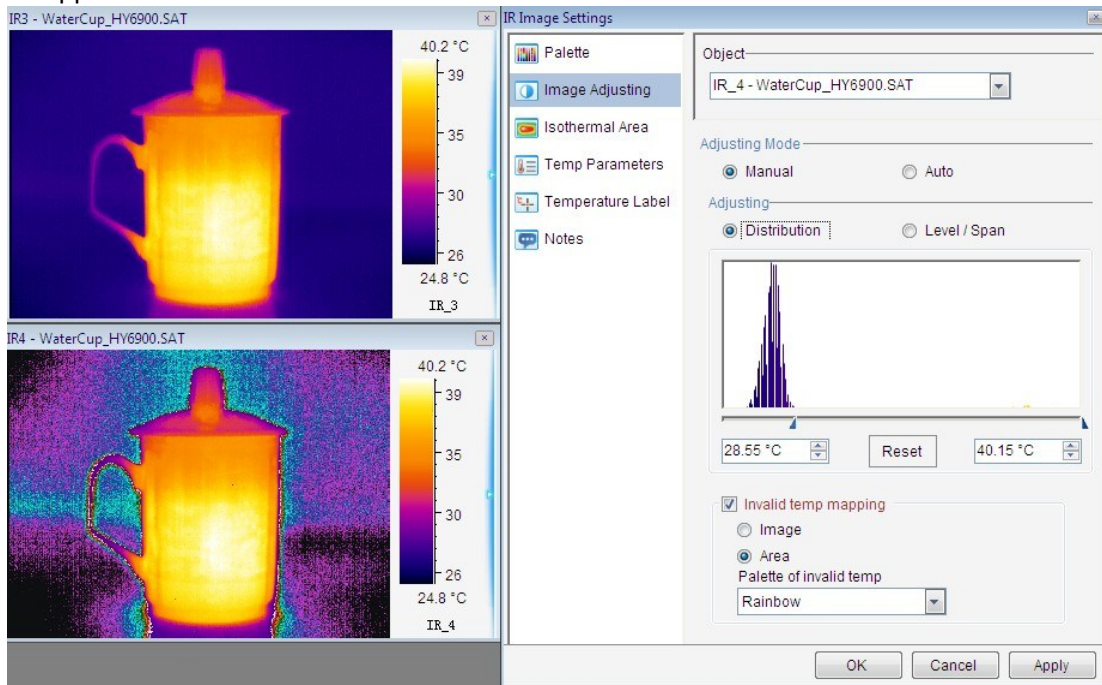 IR3 - WaterCup_HY6900.SAT
40.2 °C
39
35
30
26
24.8 °C
IR_3
IR4 - WaterCup_HY6900.SAT
40.2 °C
39
35
30
26
24.8 °C
IR_4
IR Image Settings
Palette
Image Adjusting
Isothermal Area
Temp Parameters
Temperature Label
Notes
Object
IR_4 - WaterCup_HY6900.SAT
Adjusting Mode
Manual Auto
Adjusting
Distribution Level / Span
28.55 °C Reset 40.15 °C
Invalid temp mapping
Image
Area
Palette of invalid temp
Rainbow
OK Cancel Apply